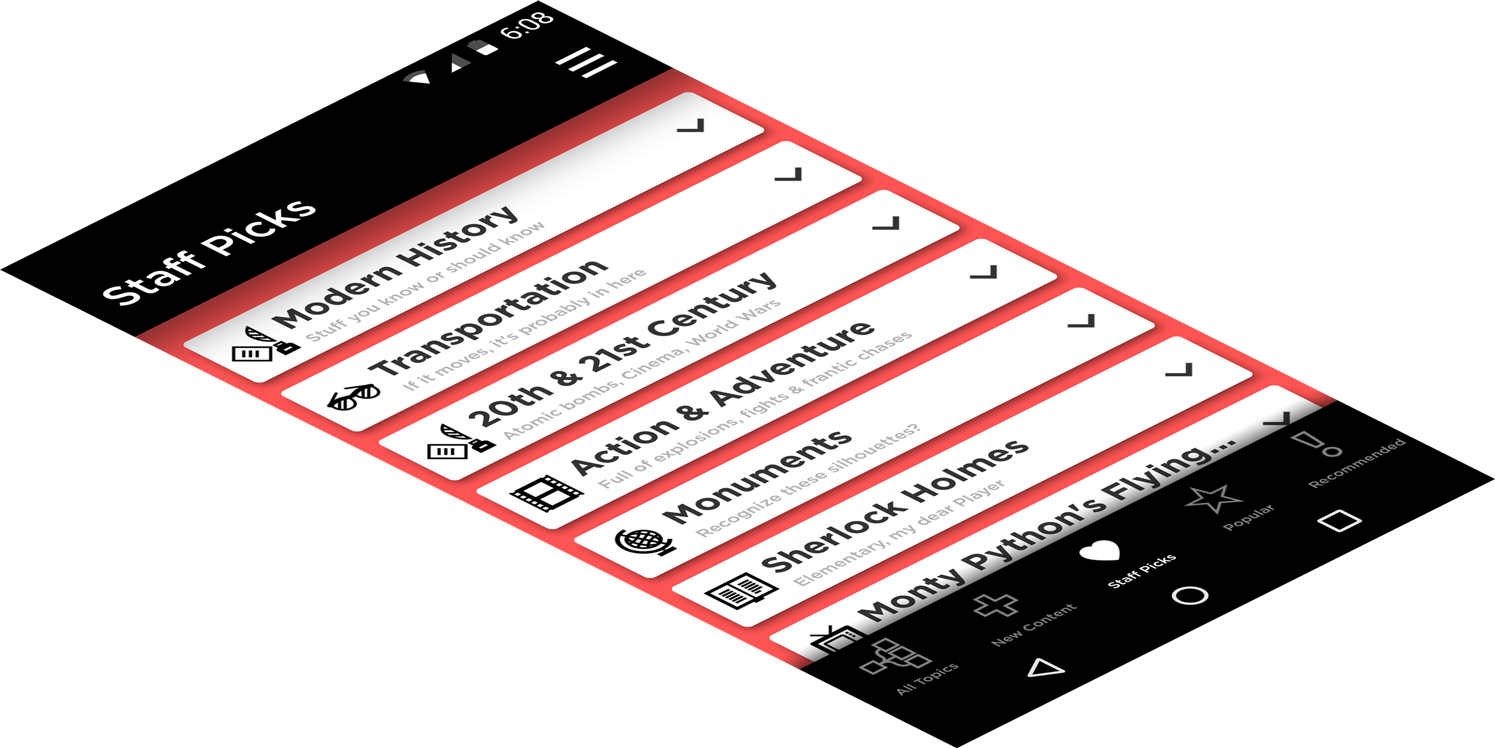 6:08
Staff Picks
Modern History
Stuff you know or should know
Transportation
If it moves, it's probably in here
20th & 21st Century
Atomic bombs, Cinema, World Wars
Action & Adventure
Full of explosions, fights & frantic chases
Monuments
Recognize these silhouettes?
Sherlock Holmes
Elementary, my dear Player
Monty Python's Flying...
All Topics
New Content
Staff Picks
Popular
Recommended